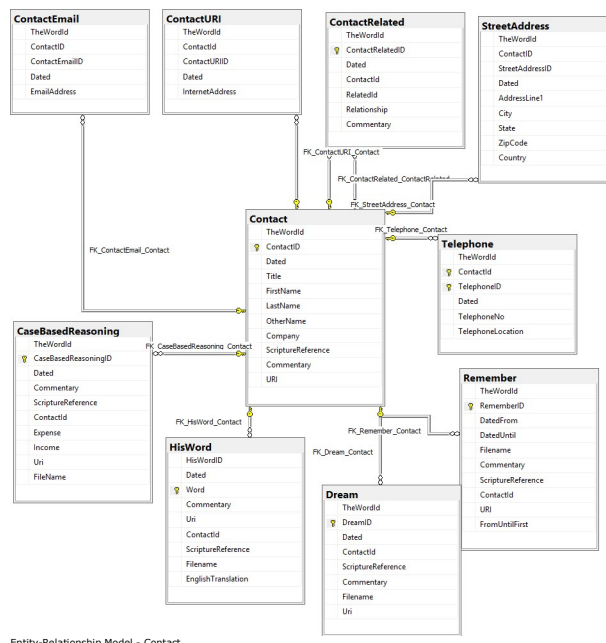 ContactEmail
TheWordId
ContactID
ContactEmailID
Dated
EmailAddress
ContactURI
TheWordId
ContactId
ContactURIID
Dated
InternetAddress
ContactRelated
TheWordId
ContactRelatedID
Dated
ContactId
RelatedId
Relationship
Commentary
StreetAddress
TheWordId
ContactID
StreetAddressID
Dated
AddressLine1
City
State
ZipCode
Country
FK_ContactURI_Contact
FK_ContactRelated_ContactRelated
FK_StreetAddress_Contact
FK_Telephone_Contact
FK_ContactEmail_Contact
Contact
TheWordId
ContactID
Dated
Title
FirstName
LastName
OtherName
Company
ScriptureReference
Commentary
URI
Telephone
TheWordId
ContactId
TelephoneID
Dated
TelephoneNo
TelephoneLocation
CaseBasedReasoning
TheWordId
CaseBasedReasoningID
Dated
Commentary
ScriptureReference
ContactId
Expense
Income
Uri
FileName
FK_CaseBasedReasoning_Contact
Remember
TheWordId
RememberID
DatedFrom
DatedUntil
Filename
Commentary
ScriptureReference
ContactId
URI
FromUntilFirst
FK_HisWord_Contact
FK_Remember_Contact
FK_Dream_Contact
HisWord
HisWordID
Dated
Word
Commentary
Uri
ContactId
ScriptureReference
Filename
EnglishTranslation
Dream
TheWordId
DreamID
Dated
ContactId
ScriptureReference
Commentary
Filename
Uri
Entity-Relationship Model - Contact